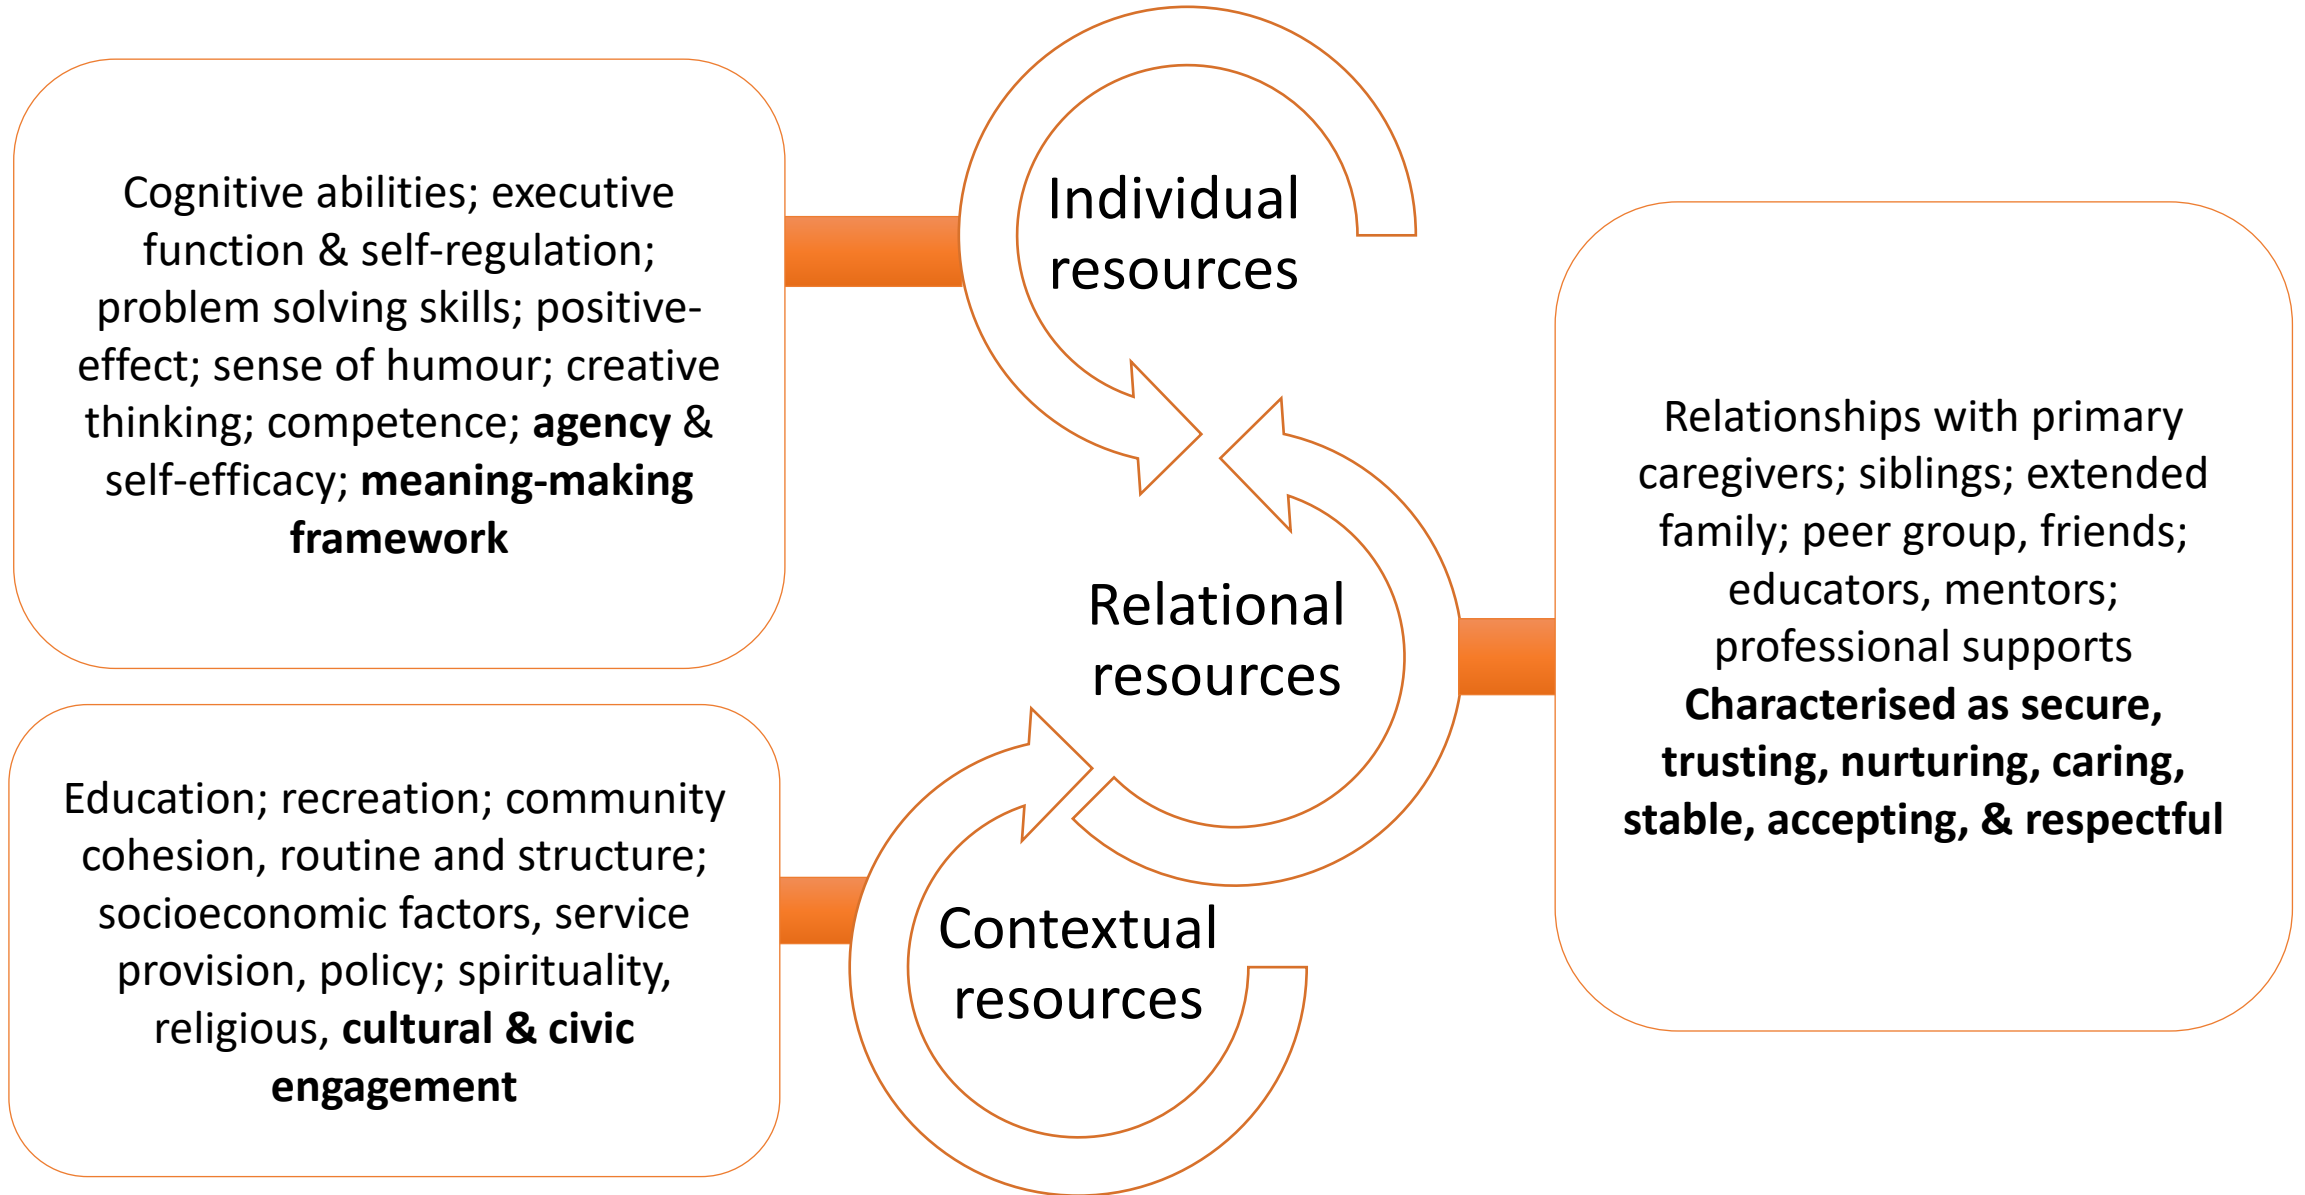 Cognitive abilities; executive
function & self-regulation;
problem solving skills; positive-
effect; sense of humour; creative
thinking; competence; agency &
self-efficacy; meaning-making
framework
Individual
resources
Relationships with primary
caregivers; siblings; extended
family; peer group, friends;
educators, mentors;
professional supports
Characterised as secure,
trusting, nurturing, caring,
stable, accepting, & respectful
Relational
resources
Education; recreation; community
cohesion, routine and structure;
socioeconomic factors, service
provision, policy; spirituality,
religious, cultural & civic
engagement
Contextual
resources